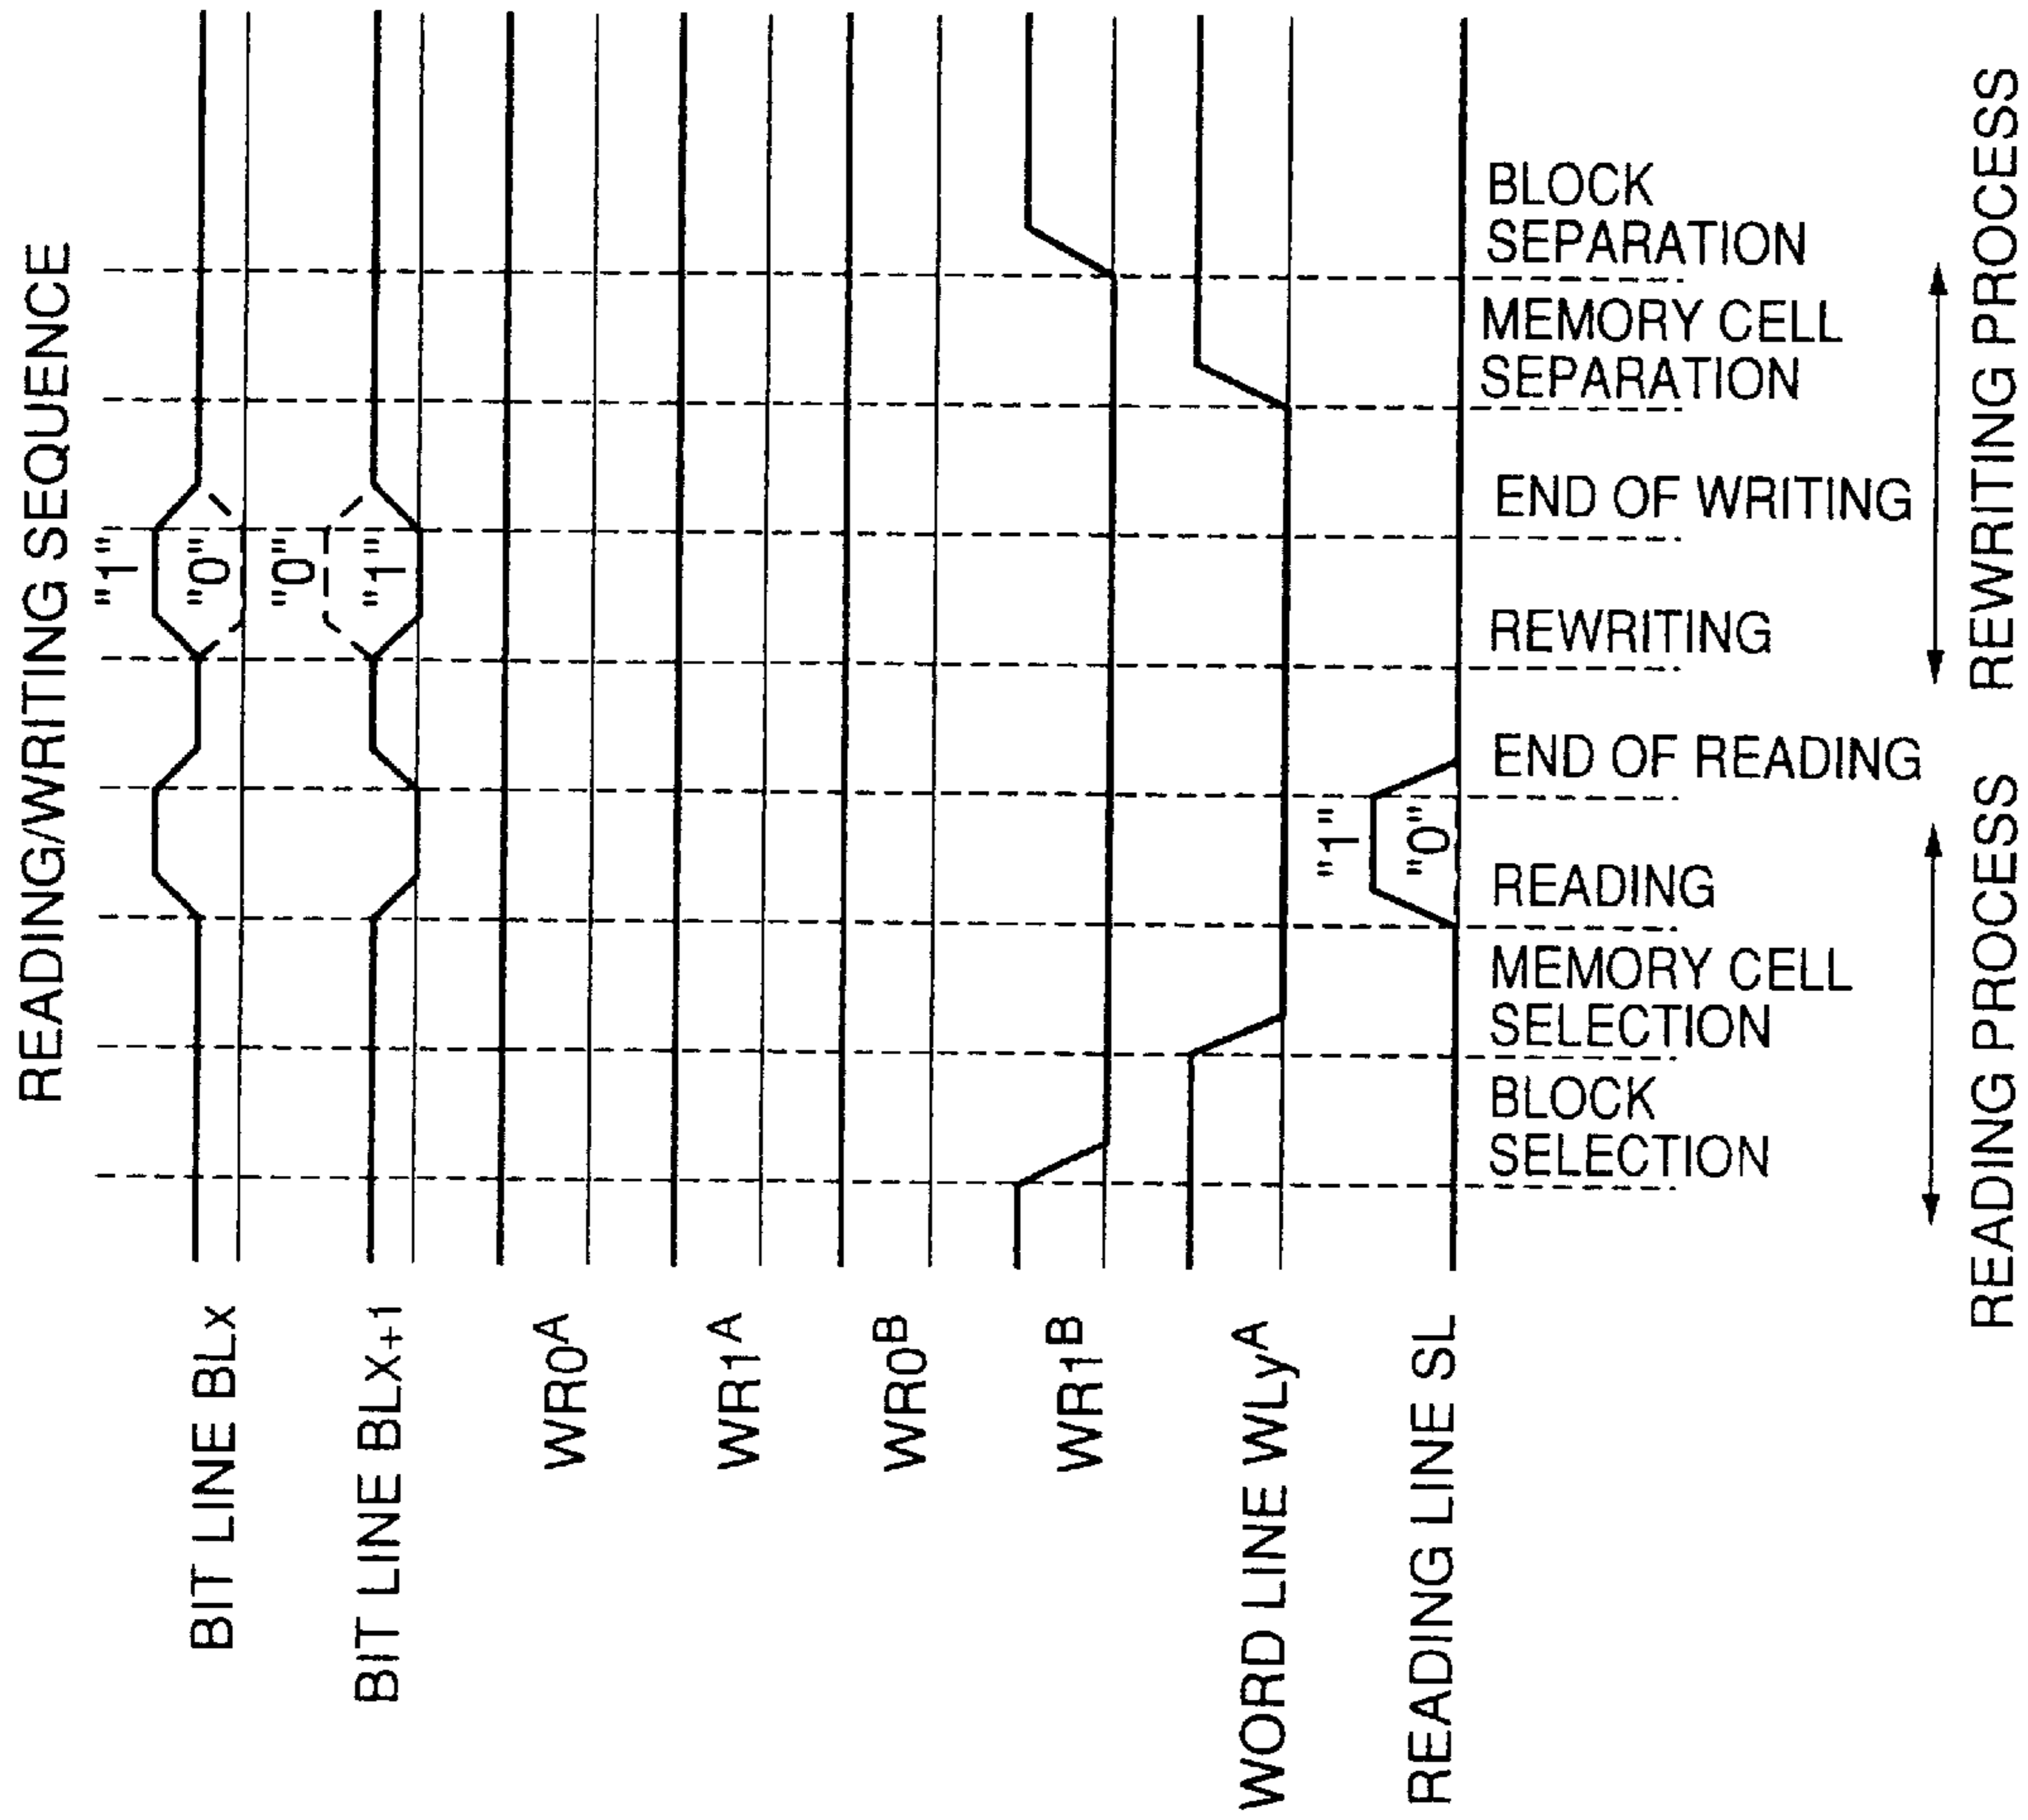 READING/WRITING SEQUENCE
BIT LINE BLx
"1"
"0"
BIT LINE BLx+1
"0"
"1"
WR0A
WR1A
WR0B
WR1B
WORD LINE WLyA
READING LINE SL
"1"
"0"
BLOCK
SELECTION
MEMORY CELL
SELECTION
READING
END OF READING
REWRITING
END OF WRITING
MEMORY CELL
SEPARATION
BLOCK
SEPARATION
READING PROCESS
REWRITING PROCESS